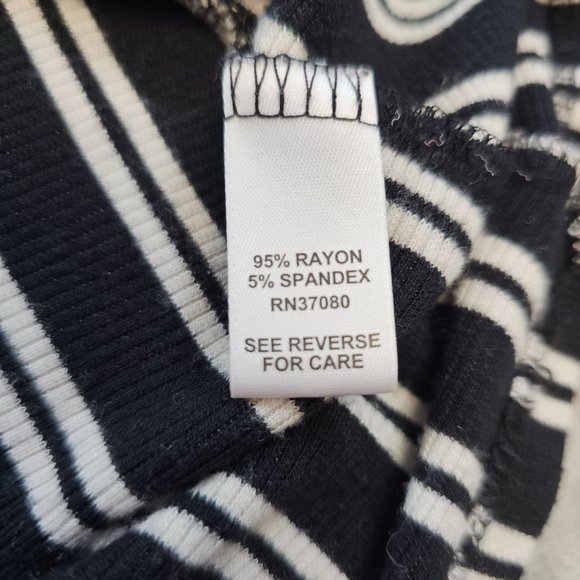 95% RAYON
5% SPANDEX
RN37080
SEE REVERSE
FOR CARE